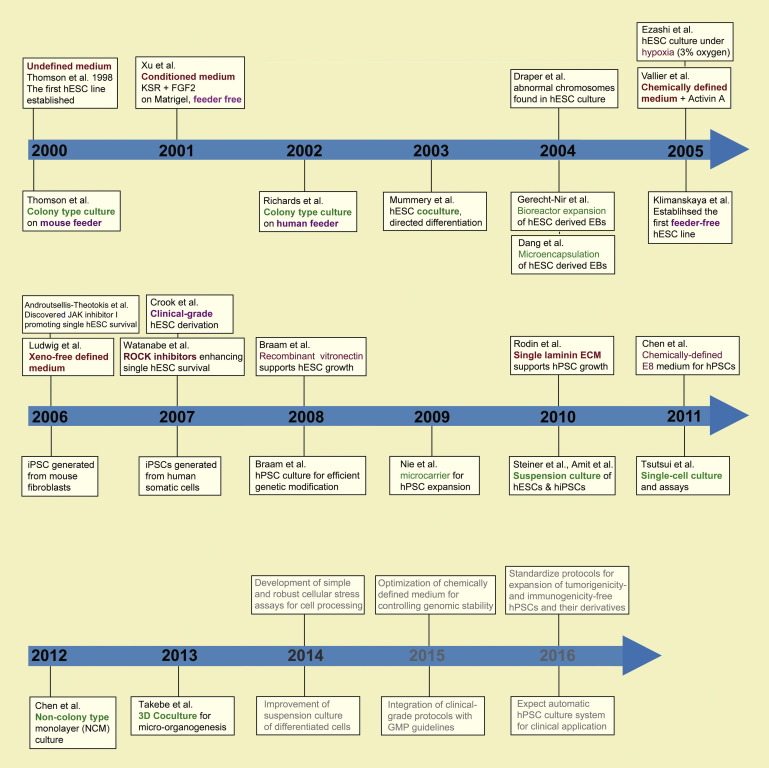 Undefined medium
Thomson et al. 1998
The first hESC line
established
Xu et al.
Conditioned medium
KSR + FGF2
on Matrigel, feeder free
Draper et al.
abnormal chromosomes
found in hESC culture
Ezashi et al.
hESC culture under
hypoxia (3% oxygen)
Vallier et al.
Chemically defined
medium + Activin A
2000 2001 2002 2003 2004 2005
Thomson et al.
Colony type culture
on mouse feeder
Richards et al.
Colony type culture
on human feeder
Mummery et al.
hESC coculture,
directed differentiation
Gerecht-Nir et al.
Bioreactor expansion
of hESC derived EBs
Dang et al.
Microencapsulation
of hESC derived EBs
Klimanskaya et al.
Establihsed the
first feeder-free
hESC line
Androutsellis-Theotokis et al.
Discovered JAK inhibitor I
promoting single hESC survival
Ludwig et al.
Xeno-free defined
medium
Crook et al.
Clinical-grade
hESC derivation
Watanabe et al.
ROCK inhibitors enhancing
single hESC survival
Braam et al.
Recombinant vitronectin
supports hESC growth
Rodin et al.
Single laminin ECM
supports hPSC growth
Chen et al.
Chemically-defined
E8 medium for hPSCs
2006 2007 2008 2009 2010 2011
iPSC generated
from mouse
fibroblasts
iPSCs generated
from human
somatic cells
Braam et al.
hPSC culture for efficient
genetic modification
Nie et al.
microcarrier for
hPSC expansion
Steiner et al., Amit et al.
Suspension culture of
hESCs & hiPSCs
Tsutsui et al.
Single-cell culture
and assays
Development of simple
and robust cellular stress
assays for cell processing
Optimization of chemically
defined medium for
controlling genomic stability
Standardize protocols for
expansion of tumorigenicity-
and immunogenicity-free
hPSCs and their derivatives
2012 2013 2014 2015 2016
Chen et al.
Non-colony type
monolayer (NCM)
culture
Takebe et al.
3D Coculture for
micro-organogenesis
Improvement of
suspension culture
of differentiated cells
Integration of clinical-
grade protocols with
GMP guidelines
Expect automatic
hPSC culture system
for clinical application